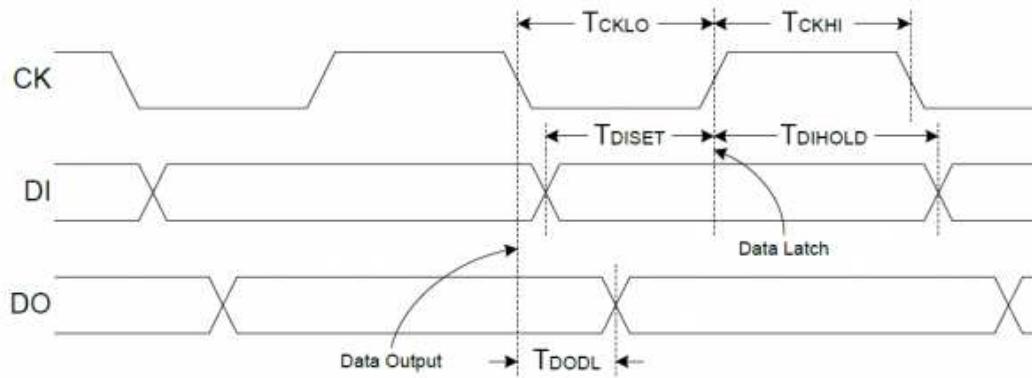 TCKLO TCKHI
CK
TDISET TDIHOLD
DI
Data Latch
DO
Data Output TDODL